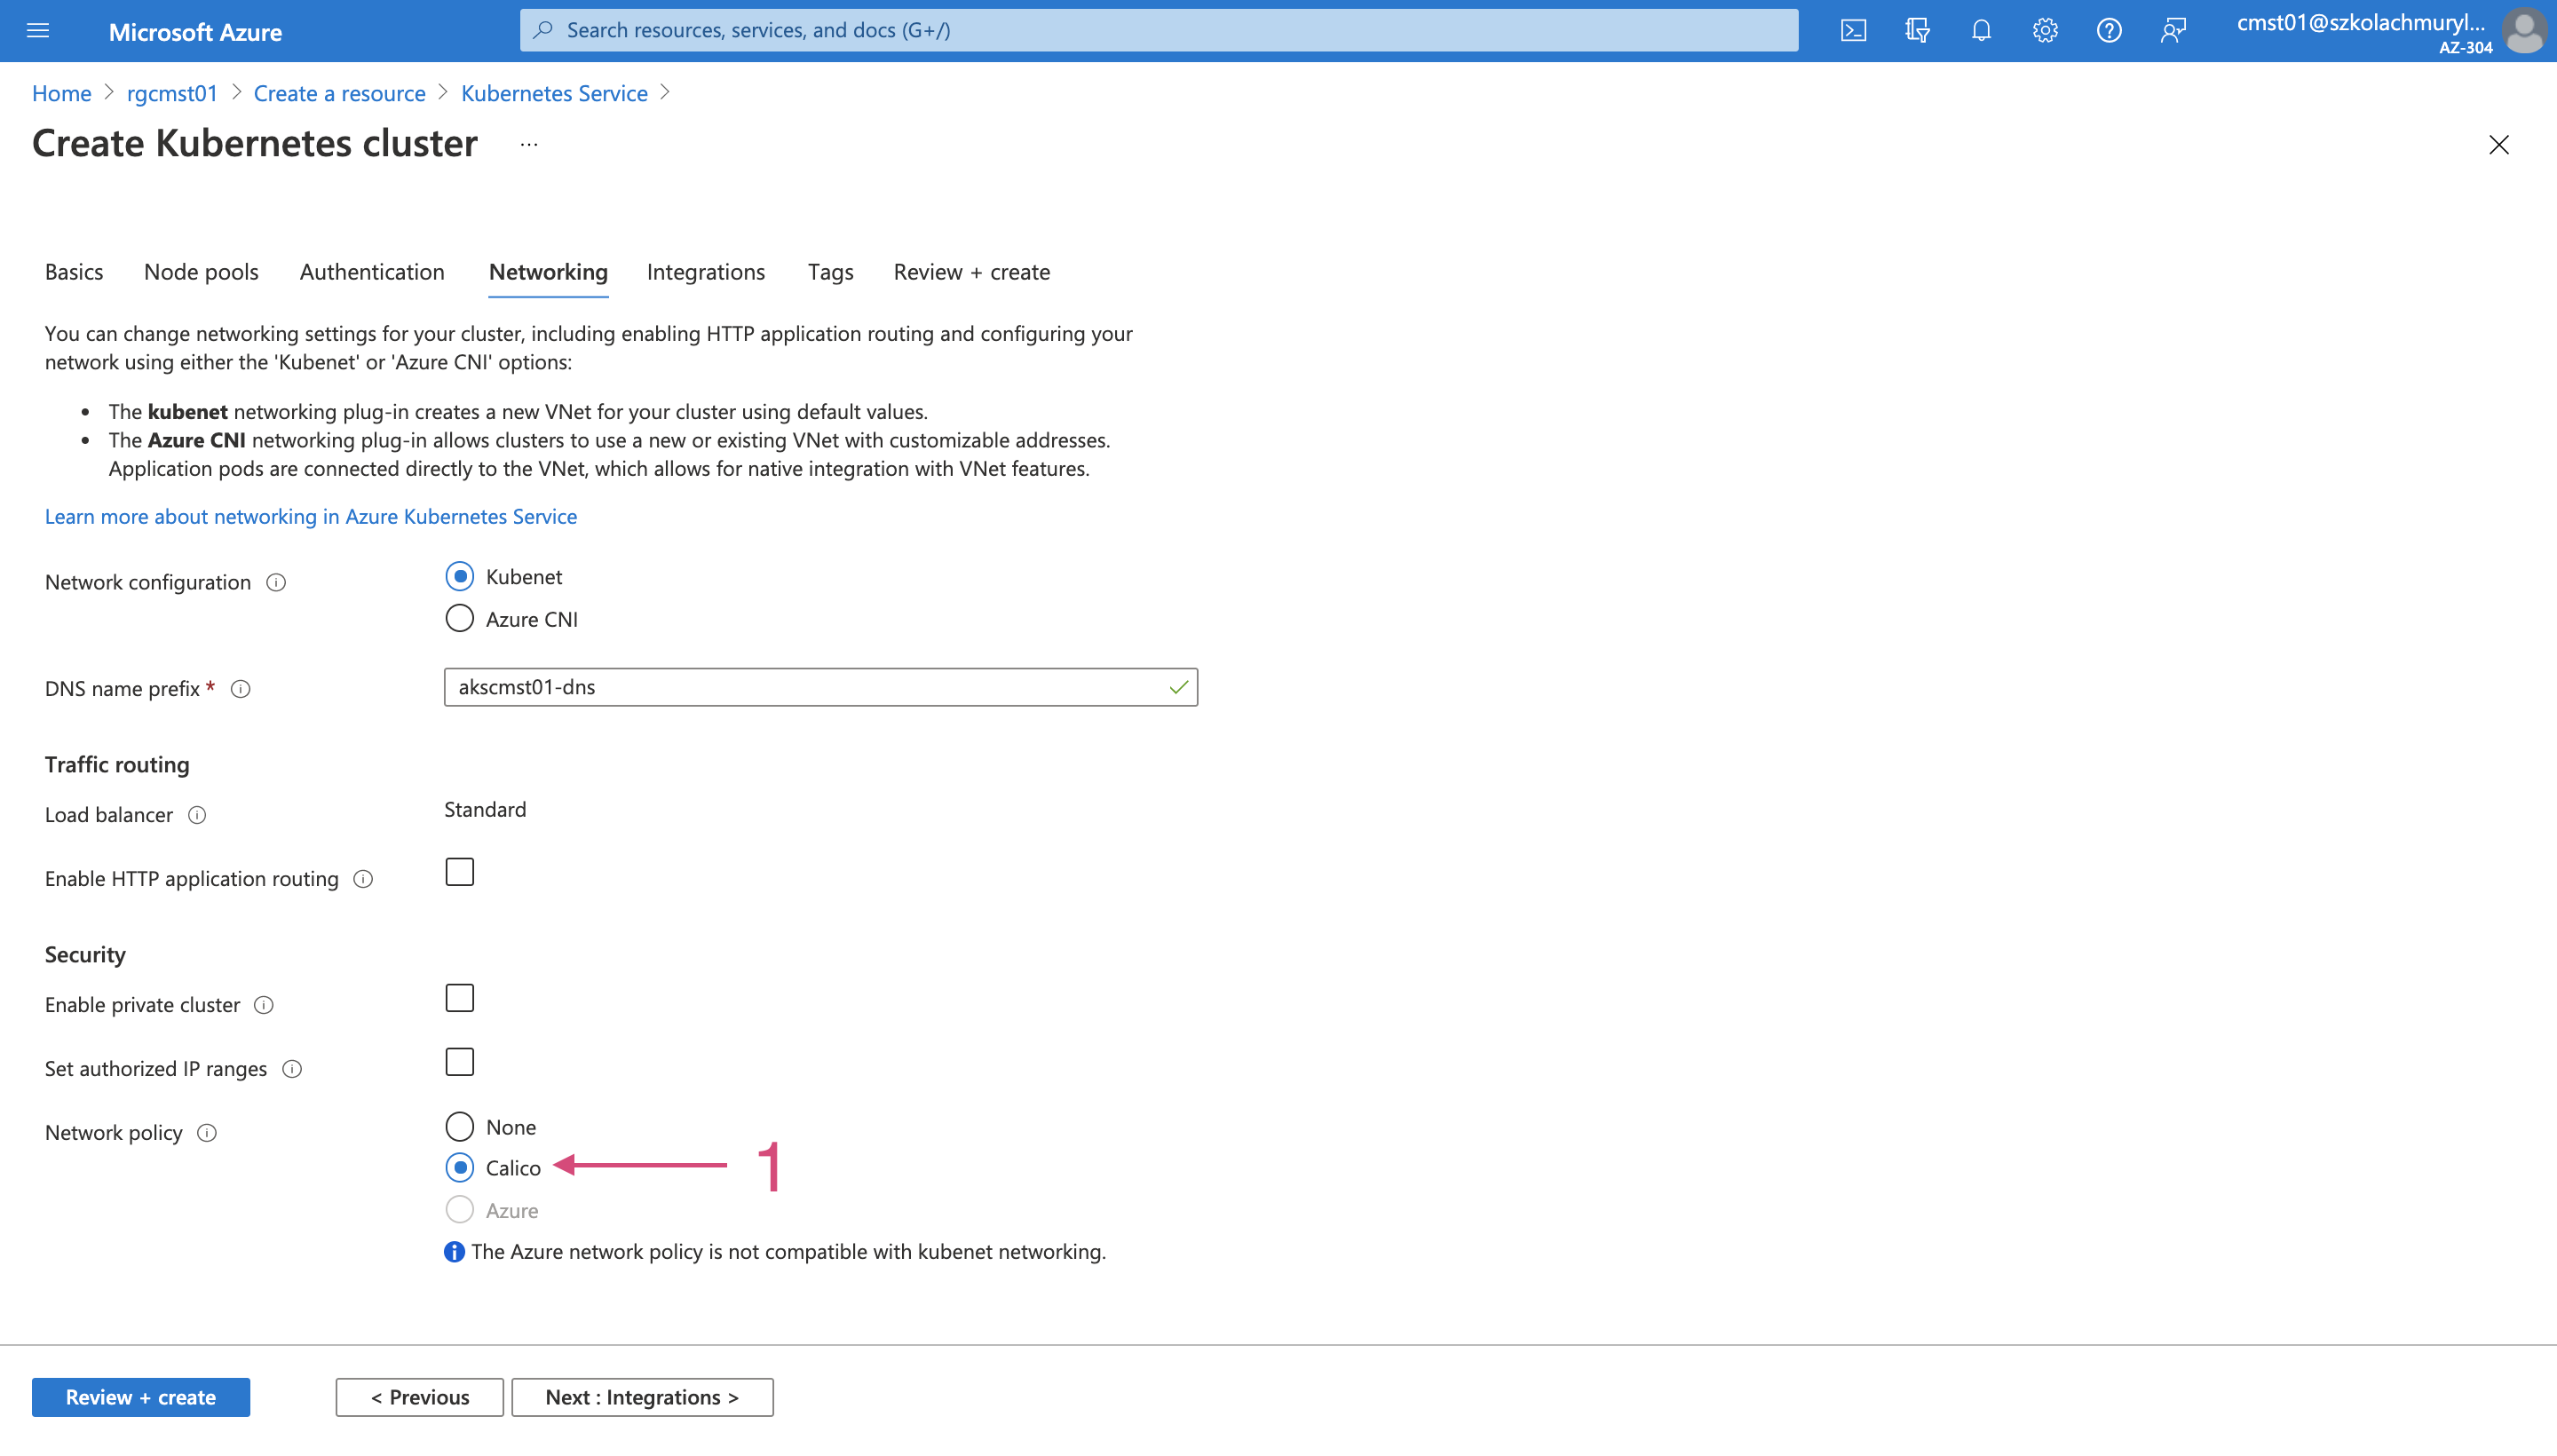 Microsoft Azure
Search resources, services, and docs (G+/)
cmst01@szkolachmuryl...
AZ-304
Home > rgcmst01 > Create a resource > Kubernetes Service >
Create Kubernetes cluster ...
Basics Node pools Authentication Networking Integrations Tags Review + create
You can change networking settings for your cluster, including enabling HTTP application routing and configuring your
network using either the 'Kubenet' or 'Azure CNI' options:
• The kubenet networking plug-in creates a new VNet for your cluster using default values.
• The Azure CNI networking plug-in allows clusters to use a new or existing VNet with customizable addresses.
Application pods are connected directly to the VNet, which allows for native integration with VNet features.
Learn more about networking in Azure Kubernetes Service
Network configuration
Kubenet
Azure CNI
DNS name prefix *
akscmst01-dns
Traffic routing
Load balancer
Standard
Enable HTTP application routing
Security
Enable private cluster
Set authorized IP ranges
Network policy
None
Calico
1
Azure
The Azure network policy is not compatible with kubenet networking.
Review + create
< Previous
Next : Integrations >